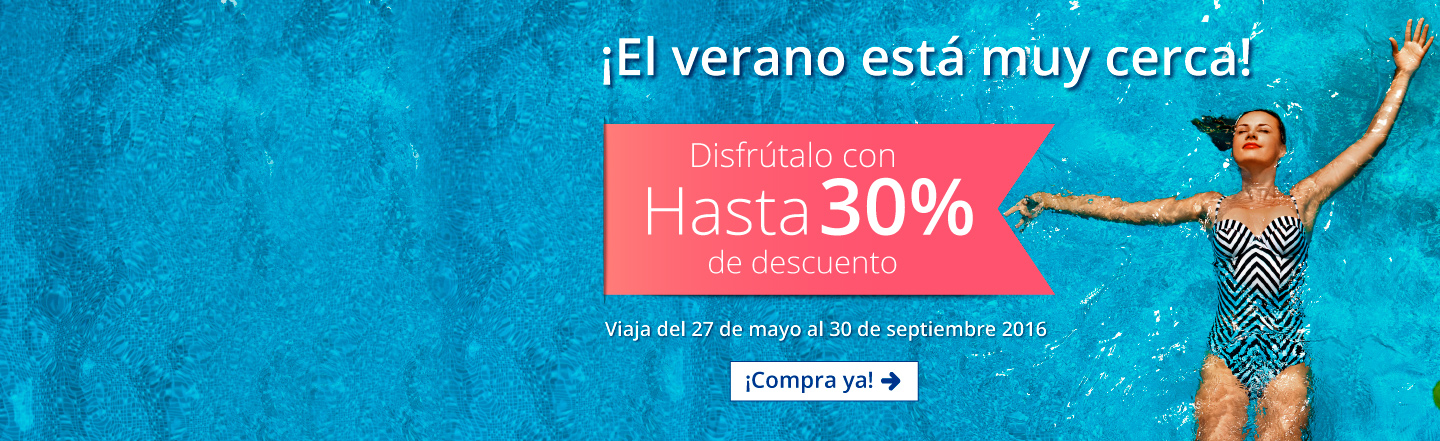 ¡El verano está muy cerca!
Disfrútalo con
Hasta 30%
de descuento
Viaja del 27 de mayo al 30 de septiembre 2016
¡Compra ya!